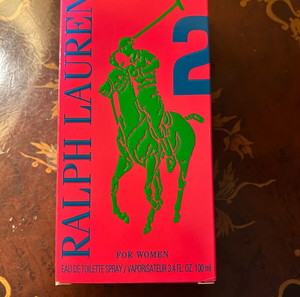 RALPH LAUREN
2
FOR WOMEN
EAU DE TOILETTE SPRAY / VAPORISATEUR 3.4 FL. OZ. 100 ml